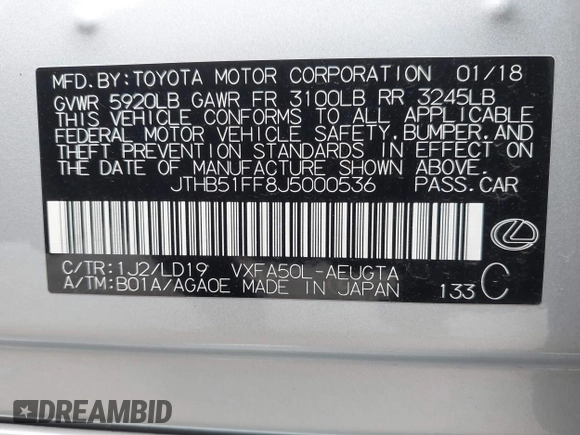 MFD. BY: TOYOTA MOTOR CORPORATION 01/18
GVWR 5920LB GAWR FR 3100LB RR 3245LB
THIS VEHICLE CONFORMS TO ALL APPLICABLE
FEDERAL MOTOR VEHICLE SAFETY, BUMPER, AND
THEFT PREVENTION STANDARDS IN EFFECT ON
THE DATE OF MANUFACTURE SHOWN ABOVE.
JTHB51FF8J5000536 PASS. CAR
C/TR: 1J2/LD19 VXFA50L-AEUGTA
A/TM: B01A/AGA0E MADE IN JAPAN 133 C
DREAMBID